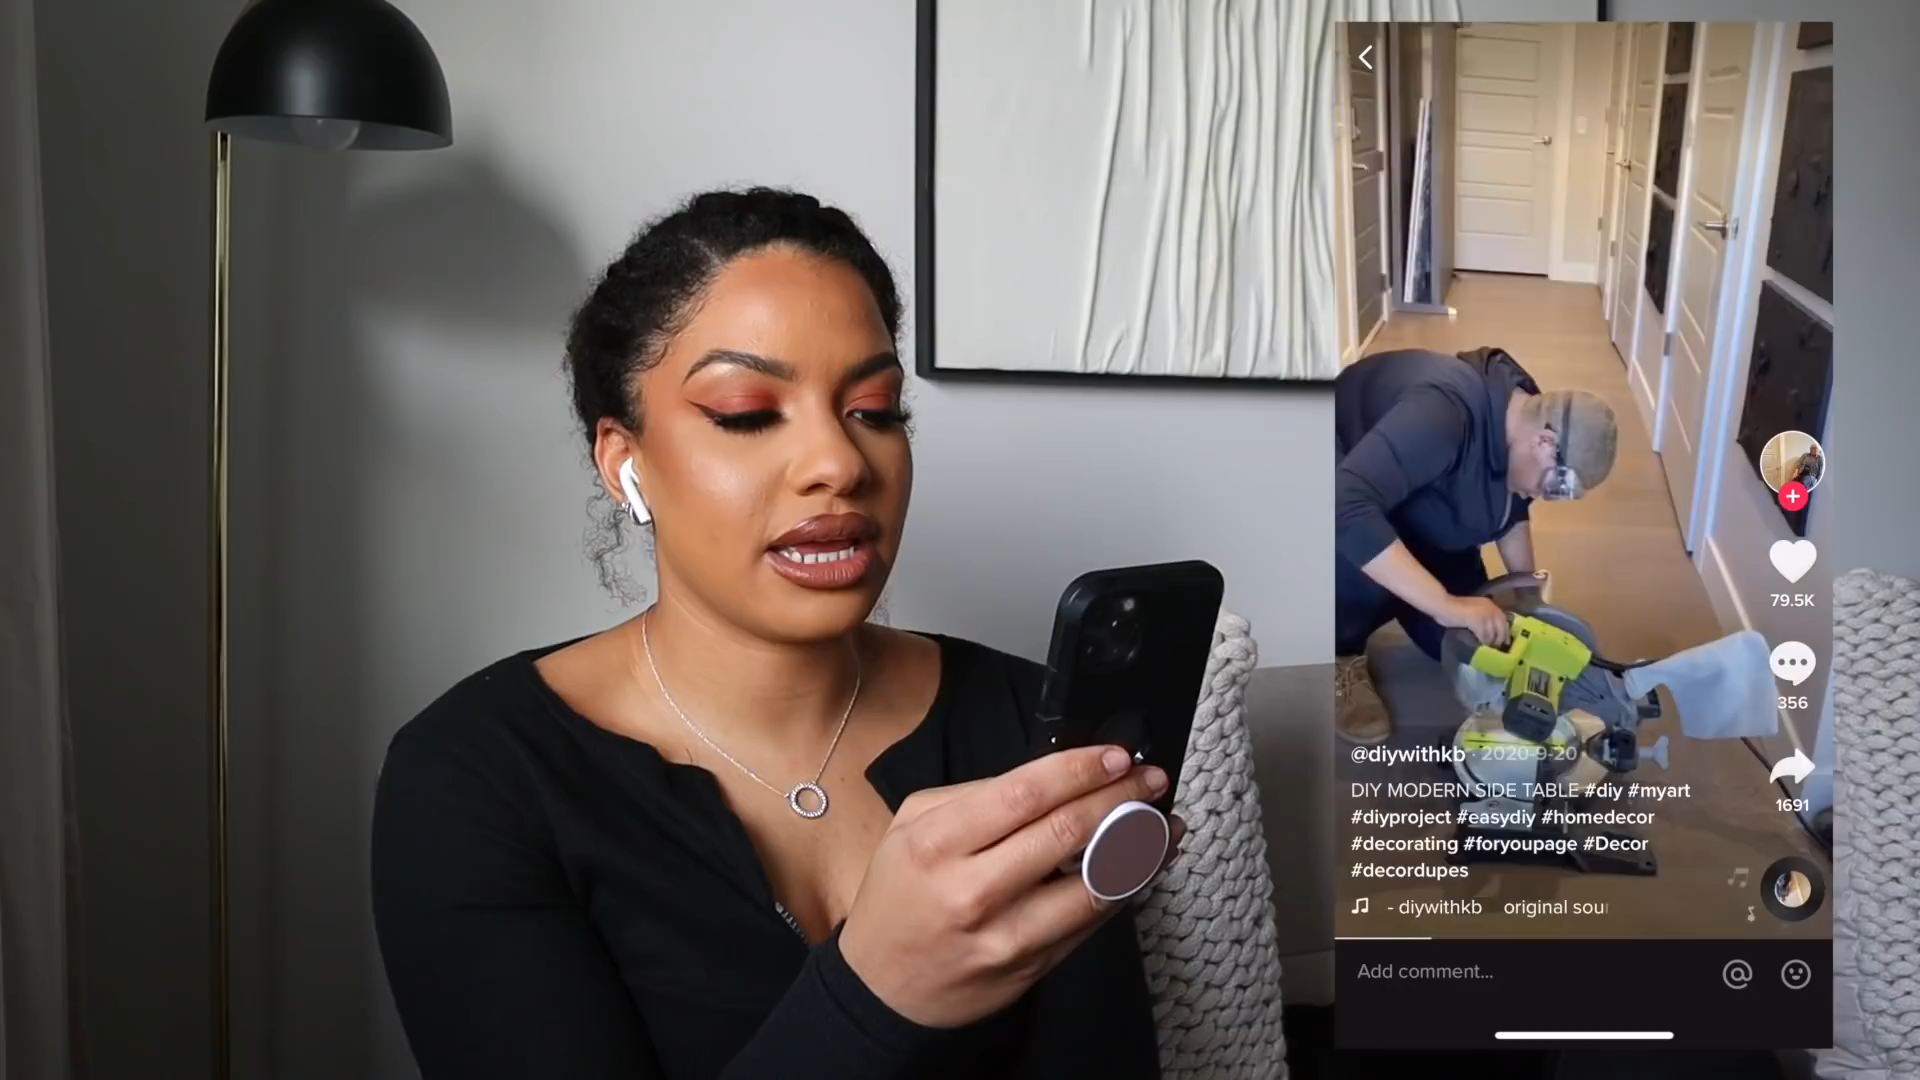 79.5K
356
@diywithkb · 2020-9-20
DIY MODERN SIDE TABLE #diy #myart
#diyproject #easydiy #homedecor
#decorating #foryoupage #Decor
#decordupes
1691
- diywithkb original sou
Add comment...